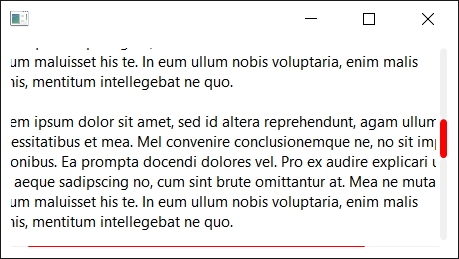 um maluisset his te. In eum ullum nobis voluptaria, enim malis
his, mentitum intellegebat ne quo.
em ipsum dolor sit amet, sed id altera reprehendunt, agam ullum
essitatibus et mea. Mel convenire conclusionemque ne, no sit imp
onibus. Ea prompta docendi dolores vel. Pro ex audire explicari u
aeque sadipscing no, cum sint brute omittantur at. Mea ne muta
um maluisset his te. In eum ullum nobis voluptaria, enim malis
his, mentitum intellegebat ne quo.